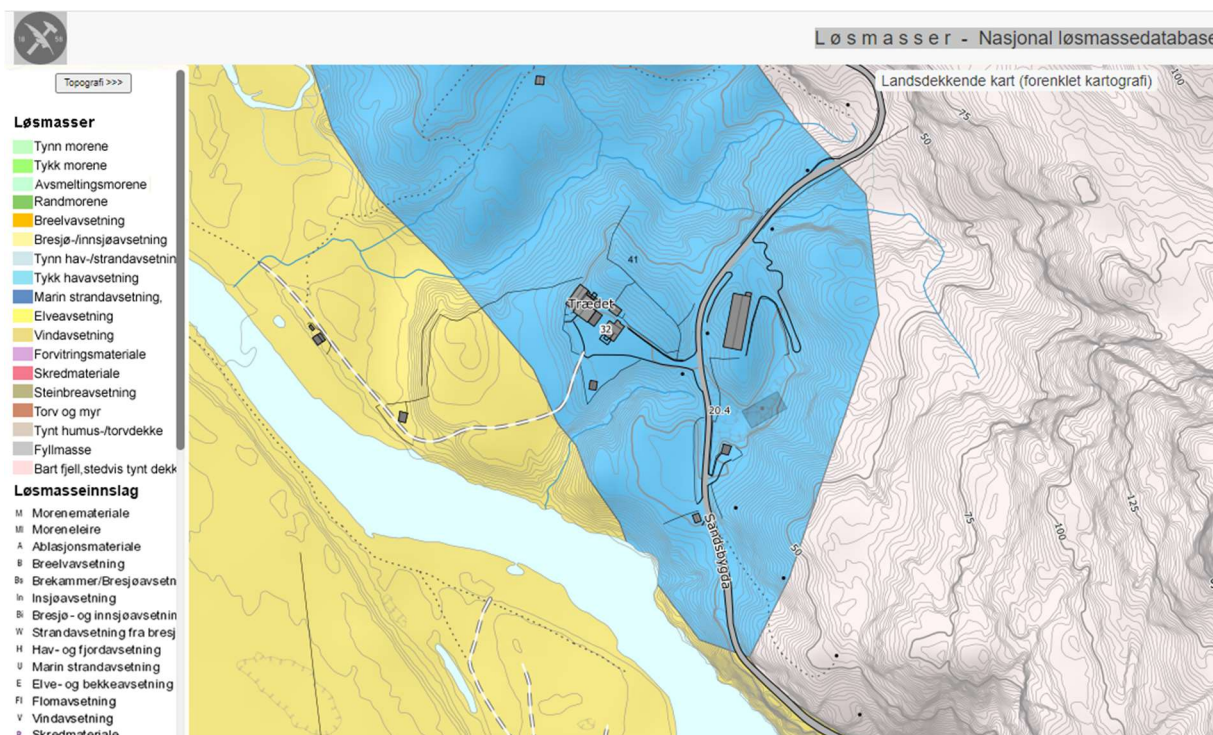 Løsmasser - Nasjonal løsmassedatabase
Topografi >>>
Landsdekkende kart (forenklet kartografi)
Løsmasser
Tynn morene
Tykk morene
Avsmeltingsmorene
Randmorene
Breelvavsetning
Bresjø-/innsjøavsetning
Tynn hav-/strandavsetnin
Tykk havavsetning
Marin strandavsetning,
Elveavsetning
Vindavsetning
Forvitringsmateriale
Skredmateriale
Steinbreavsetning
Torv og myr
Tynt humus-/torvdekke
Fyllmasse
Bart fjell,stedvis tynt dekk
Løsmasseinnslag
M Morenemateriale
MI Moreneleire
A Ablasjonsmateriale
B Breelvavsetning
Bs Brekammer/Bresjøavsetn
In Innsjøavsetning
Bi Bresjø- og innsjøavsetnin
W Strandavsetning fra bresj
H Hav- og fjordavsetning
U Marin strandavsetning
E Elve- og bekkeavsetning
Fl Flomavsetning
V Vindavsetning
Skredmateriale
100
75
50
41
Trædet
32
20.4
Sandsbygda
50
75
100
125